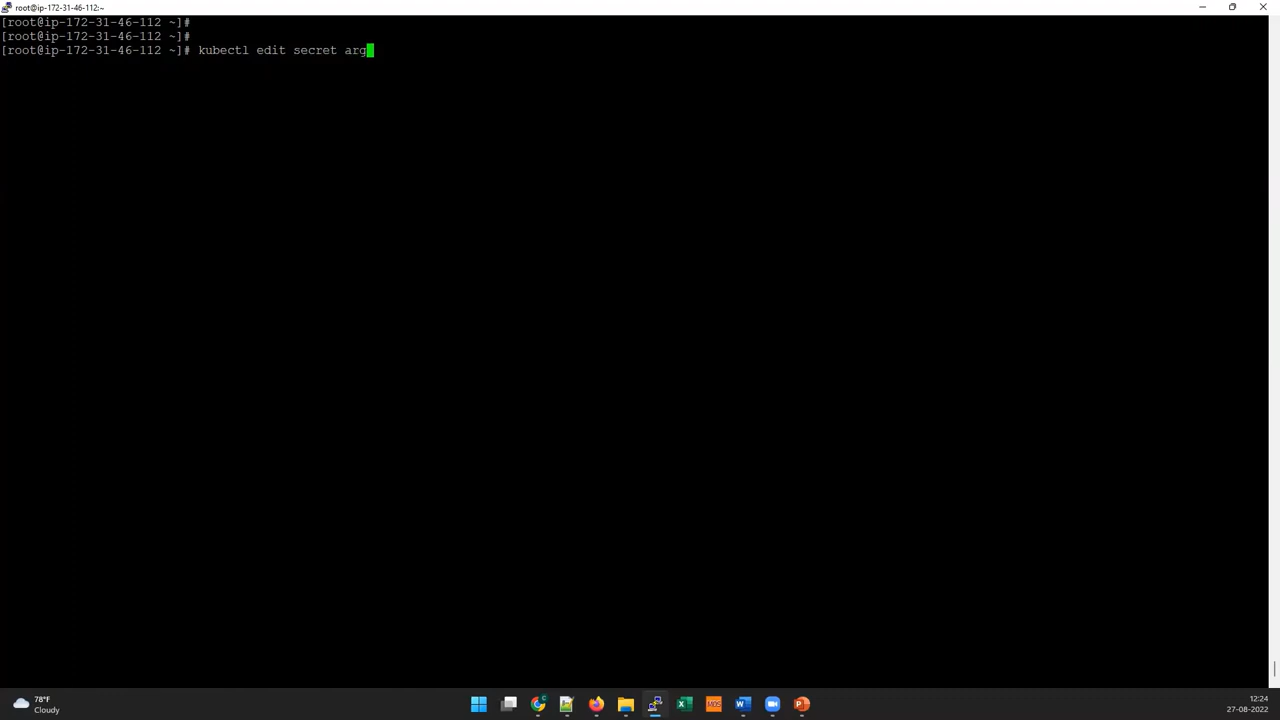 root@ip-172-31-46-112:~
[root@ip-172-31-46-112 ~]#
[root@ip-172-31-46-112 ~]#
[root@ip-172-31-46-112 ~]# kubectl edit secret arg
78°F
Cloudy
MOS
12:24
27-08-2022